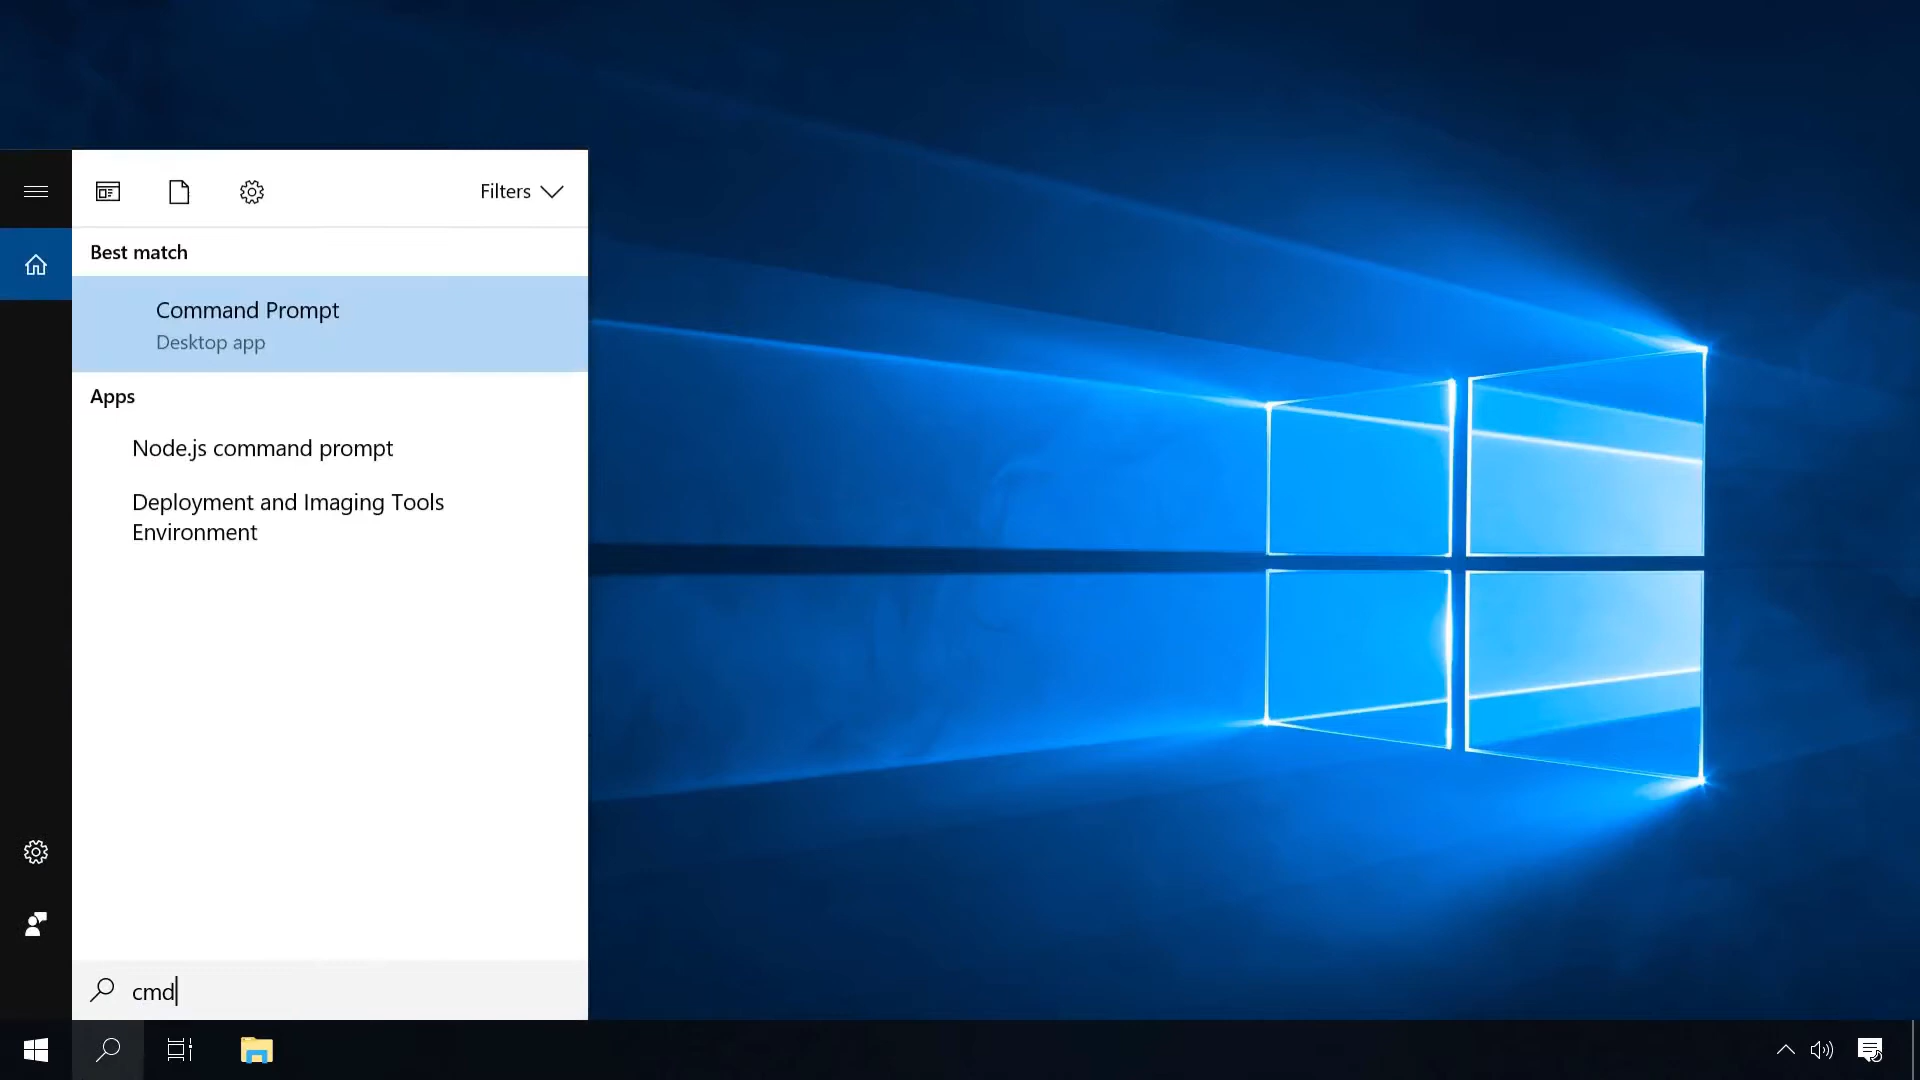 Filters
Best match
Command Prompt
Desktop app
Apps
Node.js command prompt
Deployment and Imaging Tools
Environment
cmd